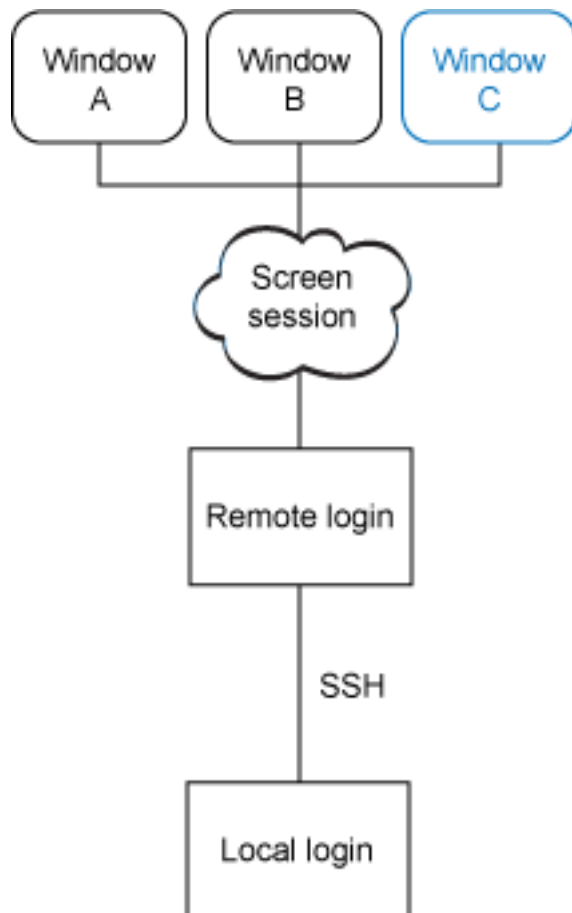 Window
A
Window
B
Window
C
Screen
session
Remote login
SSH
Local login